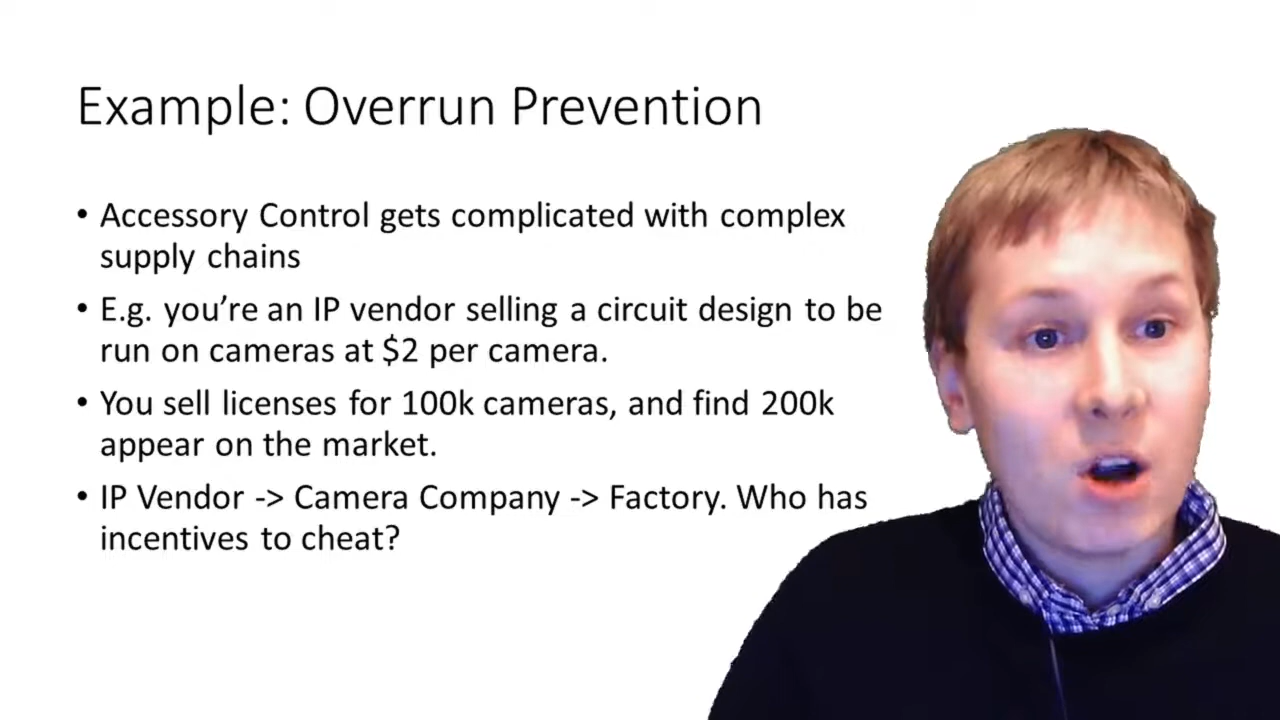 Example: Overrun Prevention
• Accessory Control gets complicated with complex
supply chains
• E.g. you’re an IP vendor selling a circuit design to be
run on cameras at $2 per camera.
• You sell licenses for 100k cameras, and find 200k
appear on the market.
• IP Vendor -> Camera Company -> Factory. Who has
incentives to cheat?